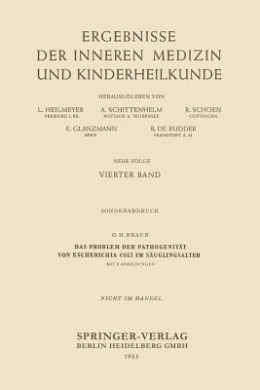 ERGEBNISSE
DER INNEREN MEDIZIN
UND KINDERHEILKUNDE
HERAUSGEGEBEN VON
L. HEILMEYER A. SCHITTENHELM R. SCHOEN
FREIBURG I. BR. ROTTACH A. TEGERNSEE GÖTTINGEN
E. GLANZMANN B. DE RUDDER
BERN FRANKFURT A. M.
NEUE FOLGE
VIERTER BAND
SONDERABDRUCK
O. H. BRAUN
DAS PROBLEM DER PATHOGENITÄT
VON ESCHERICHIA COLI IM SÄUGLINGSALTER
MIT 9 ABBILDUNGEN
NICHT IM HANDEL
SPRINGER-VERLAG
BERLIN HEIDELBERG GMBH
1953